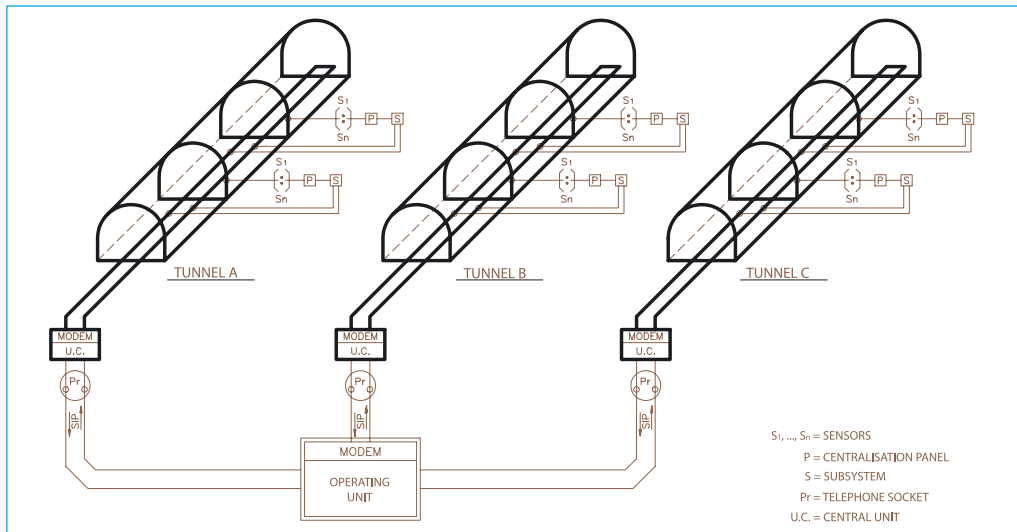 S1
P
S
Sn
S1
P
S
Sn
TUNNEL A
S1
P
S
Sn
S1
P
S
Sn
TUNNEL B
S1
P
S
Sn
S1
P
S
Sn
TUNNEL C
MODEM
U.C.
Pr
SIP
MODEM
U.C.
Pr
SIP
MODEM
U.C.
Pr
SIP
MODEM
OPERATING
UNIT
S1, ..., Sn = SENSORS
P = CENTRALISATION PANEL
S = SUBSYSTEM
Pr = TELEPHONE SOCKET
U.C. = CENTRAL UNIT